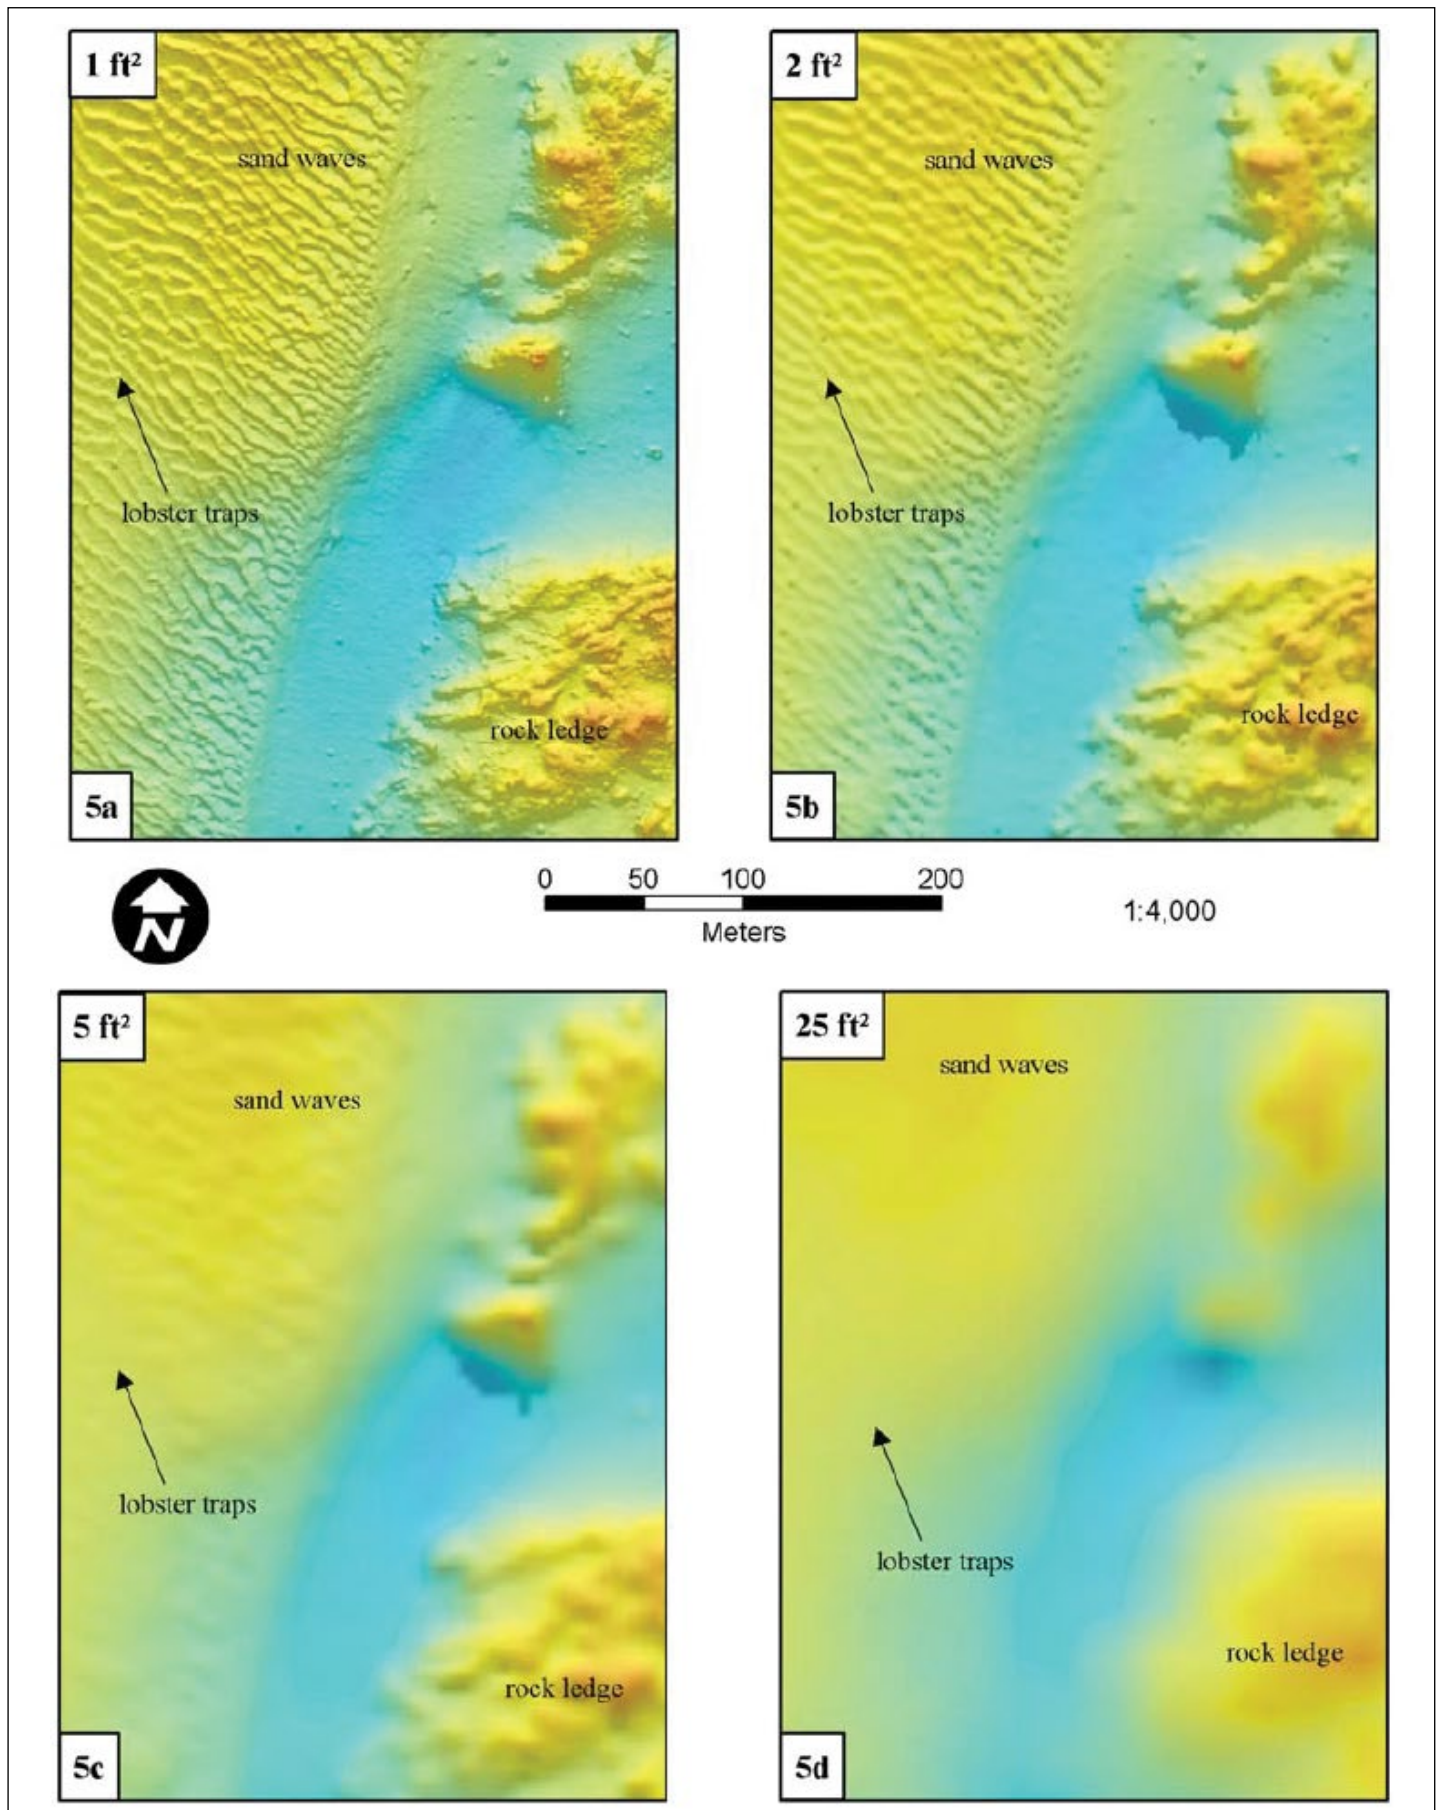 1 ft²
sand waves
lobster traps
rock ledge
5a
2 ft²
sand waves
lobster traps
rock ledge
5b
N
0 50 100 200
Meters
1:4,000
5 ft²
sand waves
lobster traps
rock ledge
5c
25 ft²
sand waves
lobster traps
rock ledge
5d